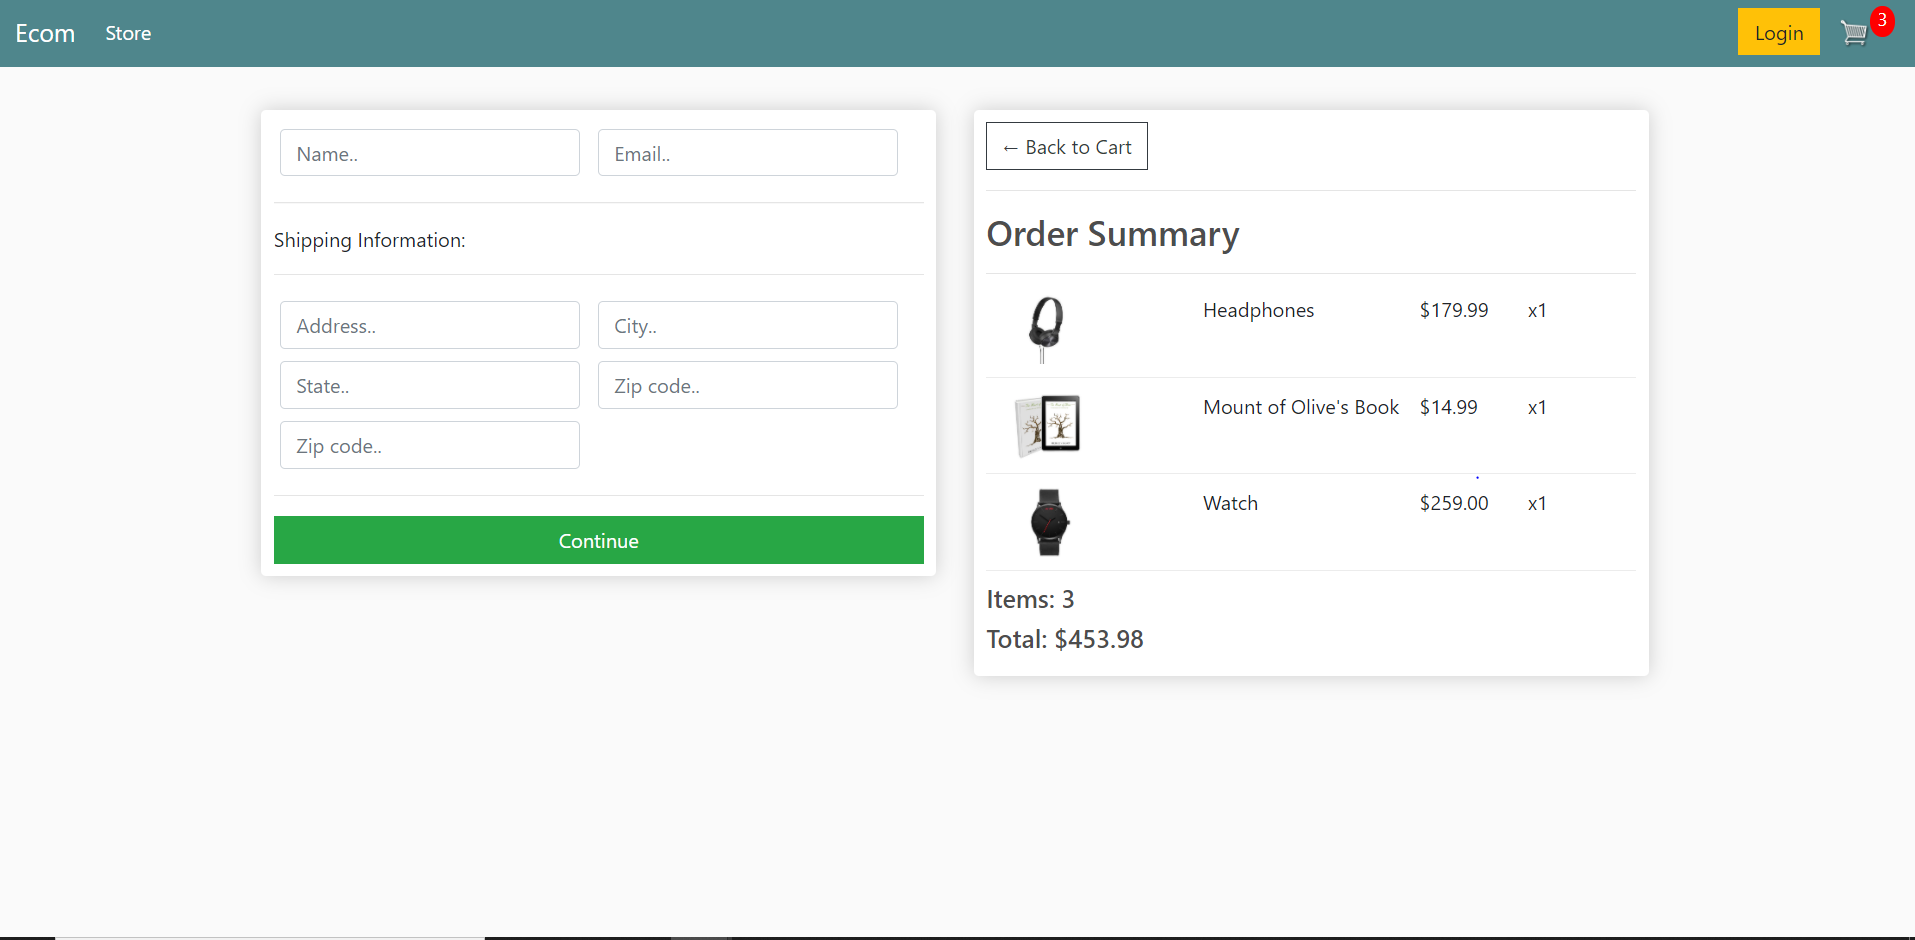 Ecom Store Login 3
Name.. Email..
Shipping Information:
Address.. City..
State.. Zip code..
Zip code..
Continue
← Back to Cart
Order Summary
Headphones $179.99 x1
Mount of Olive's Book $14.99 x1
Watch $259.00 x1
Items: 3
Total: $453.98